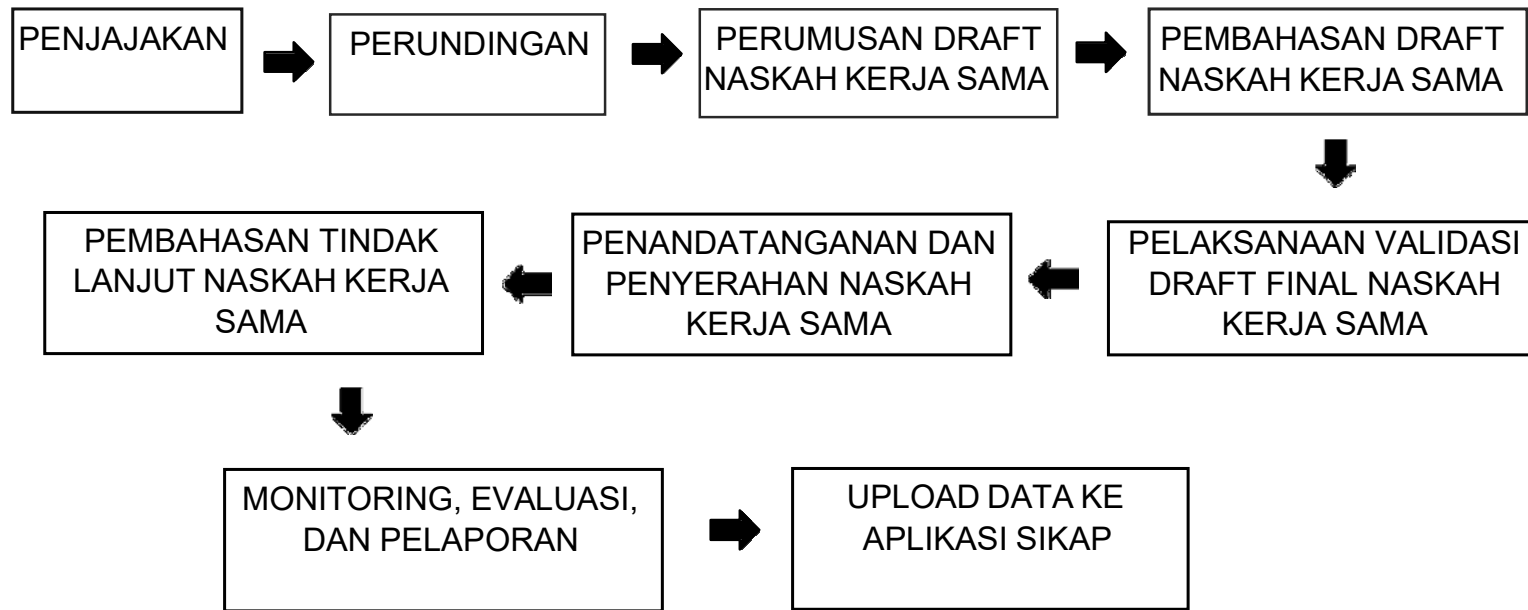 PENJAJAKAN
PERUNDINGAN
PERUMUSAN DRAFT
NASKAH KERJA SAMA
PEMBAHASAN DRAFT
NASKAH KERJA SAMA
PELAKSANAAN VALIDASI
DRAFT FINAL NASKAH
KERJA SAMA
PENANDATANGANAN DAN
PENYERAHAN NASKAH
KERJA SAMA
PEMBAHASAN TINDAK
LANJUT NASKAH KERJA
SAMA
MONITORING, EVALUASI,
DAN PELAPORAN
UPLOAD DATA KE
APLIKASI SIKAP